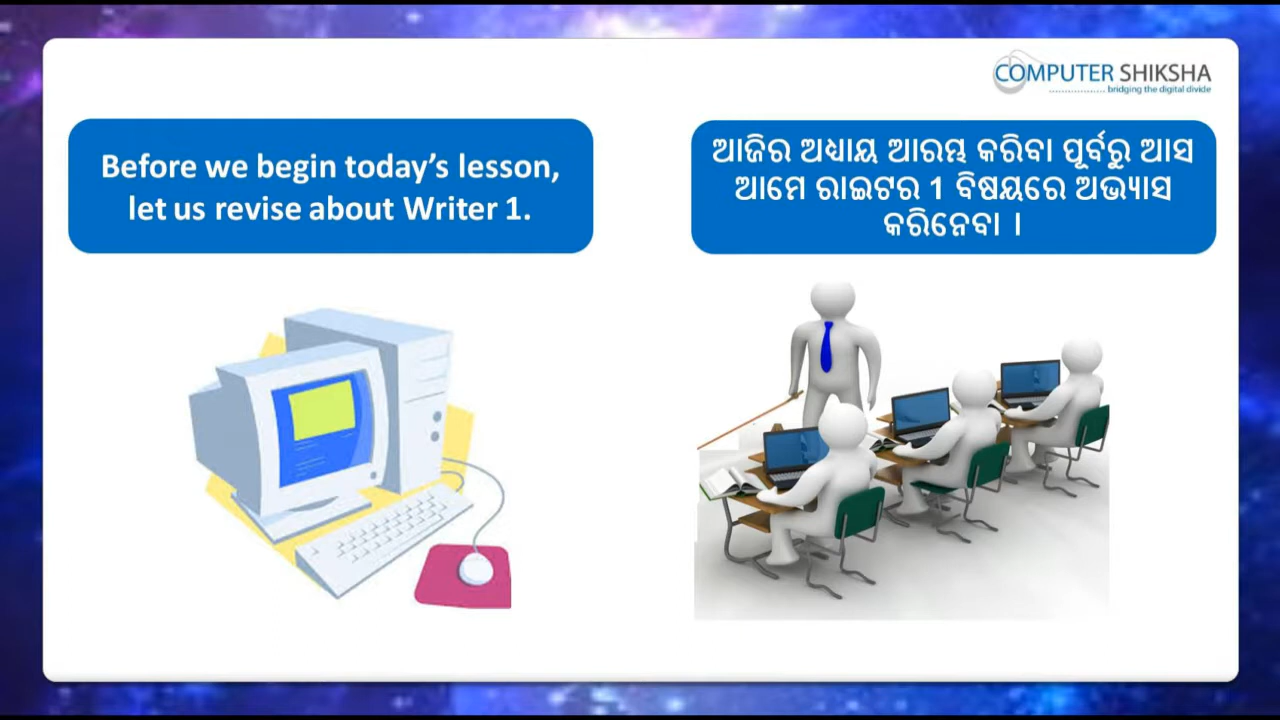 COMPUTER SHIKSHA
bridging the digital divide
Before we begin today’s lesson,
let us revise about Writer 1.
ଆଜିର ଅଧ୍ୟାୟ ଆରମ୍ଭ କରିବା ପୂର୍ବରୁ ଆସ
ଆମେ ରାଇଟର 1 ବିଷୟରେ ଅଭ୍ୟାସ
କରିନେବା ।